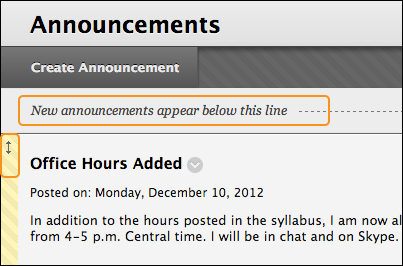 Announcements
Create Announcement
New announcements appear below this line
Office Hours Added
Posted on: Monday, December 10, 2012
In addition to the hours posted in the syllabus, I am now
from 4-5 p.m. Central time. I will be in chat and on Skype.